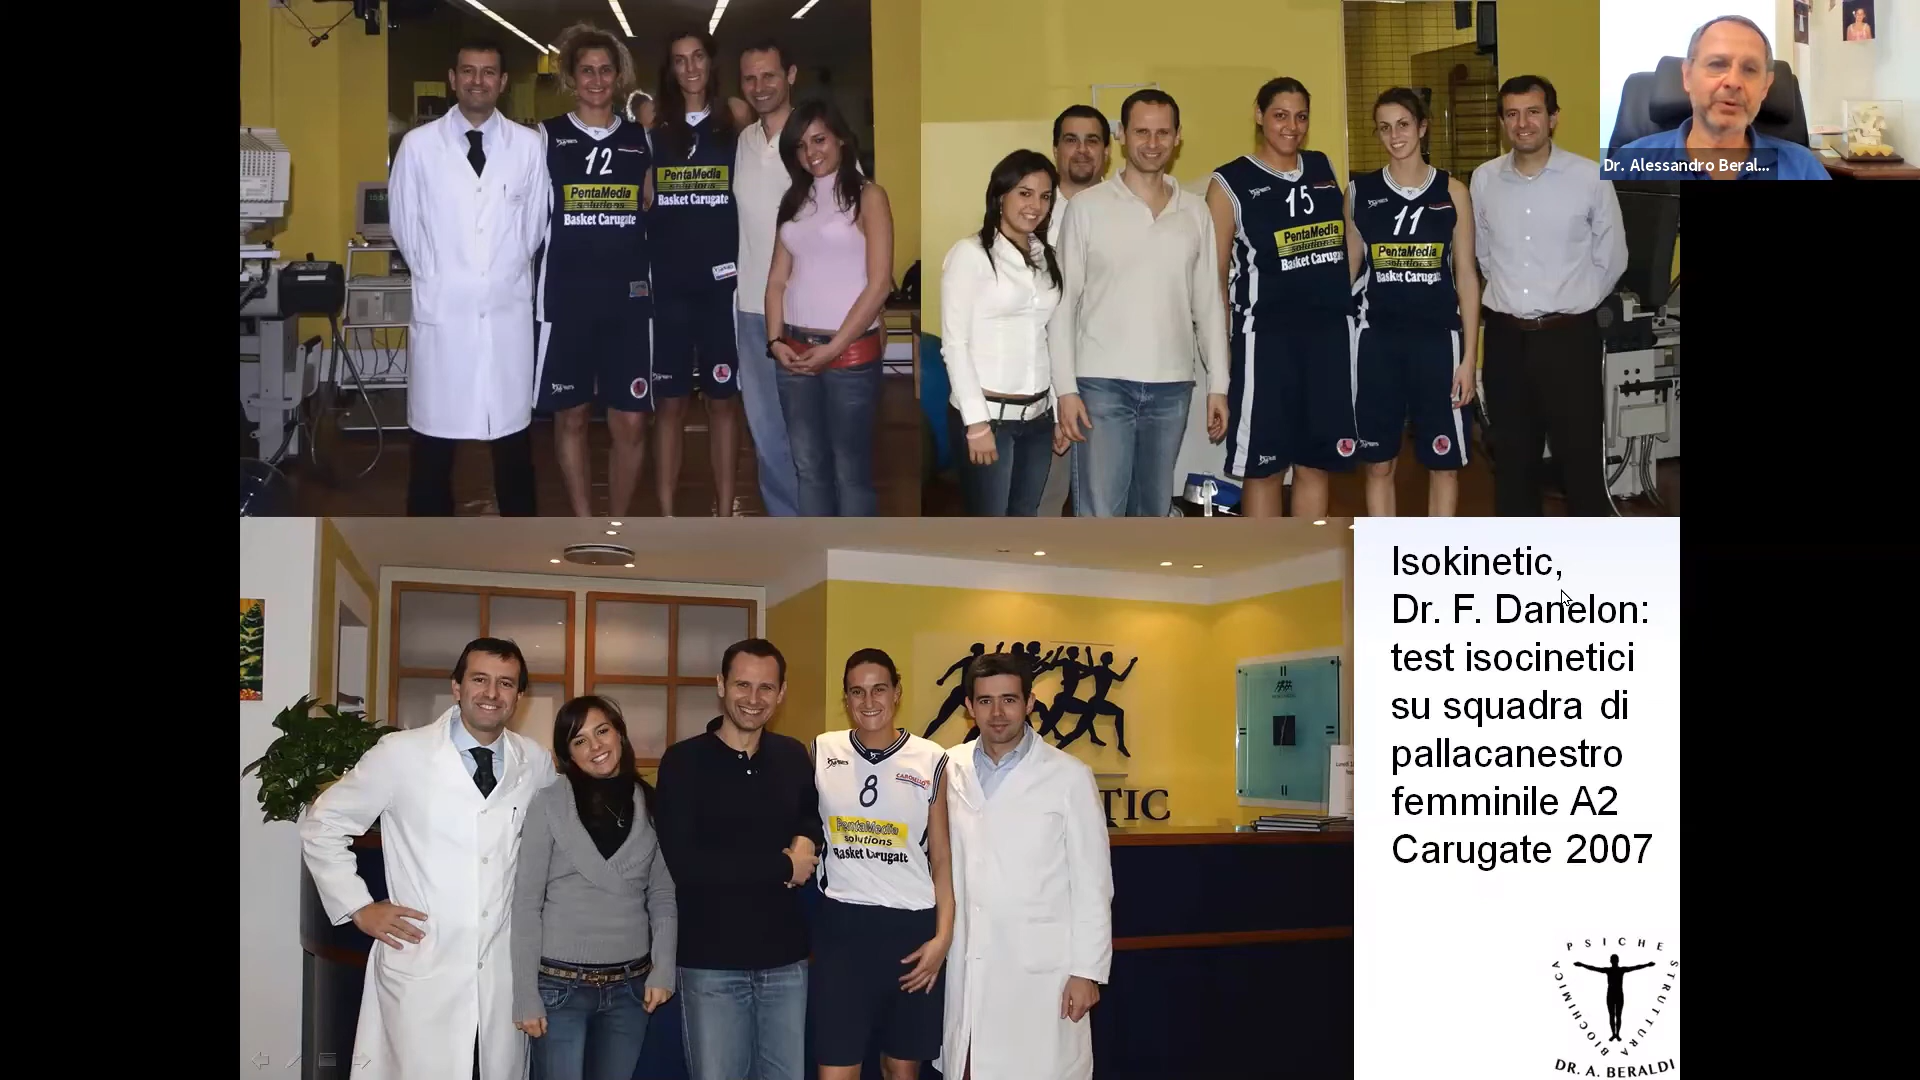 12
PentaMedia
solutions
Basket Carugate
PentaMedia
solutions
Basket Carugate
15
PentaMedia
solutions
Basket Carugate
11
PentaMedia
solutions
Basket Carugate
Dr. Alessandro Beral...
8
PentaMedia
solutions
Basket Carugate
TIC
Isokinetic,
Dr. F. Danelon:
test isocinetici
su squadra di
pallacanestro
femminile A2
Carugate 2007
PSICHE
STRUTTURA
BIOCHIMICA
DR. A. BERALDI